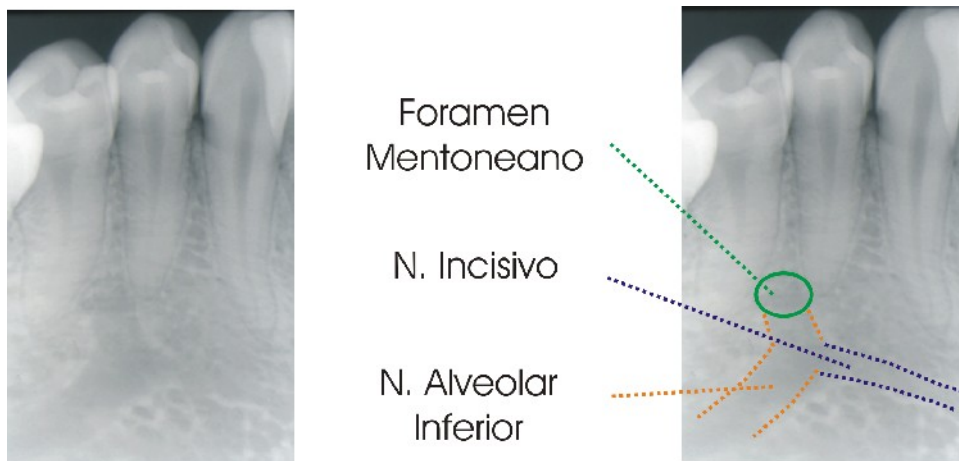 Foramen
Mentoneano
N. Incisivo
N. Alveolar
Inferior